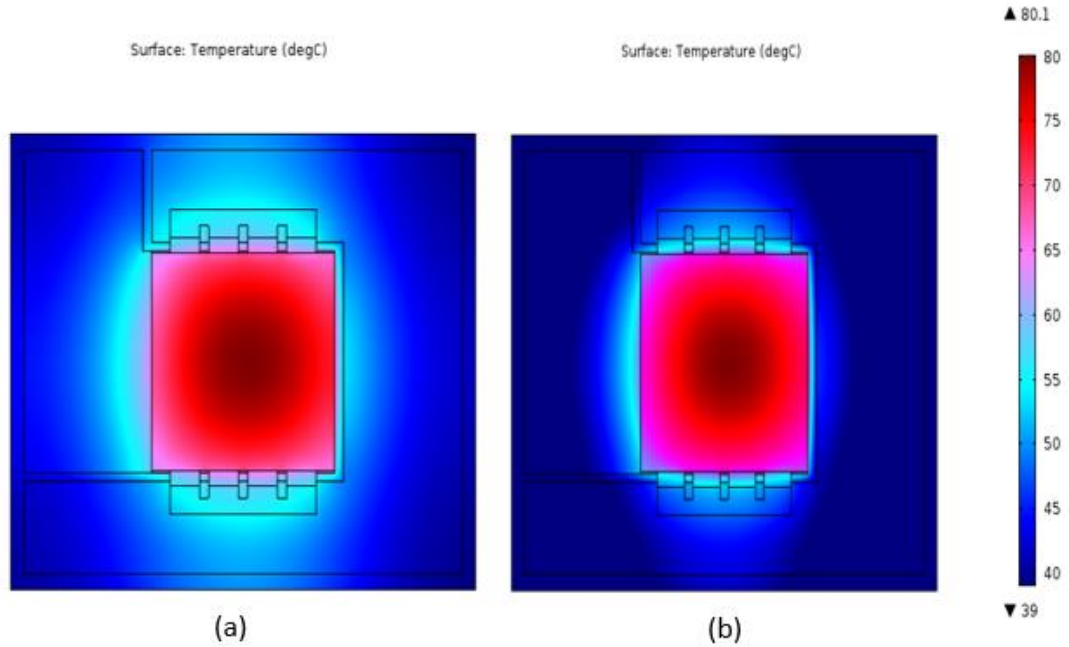 ▲ 80.1
Surface: Temperature (degC)
Surface: Temperature (degC)
80
75
70
65
60
55
50
45
40
▼ 39
(a)
(b)